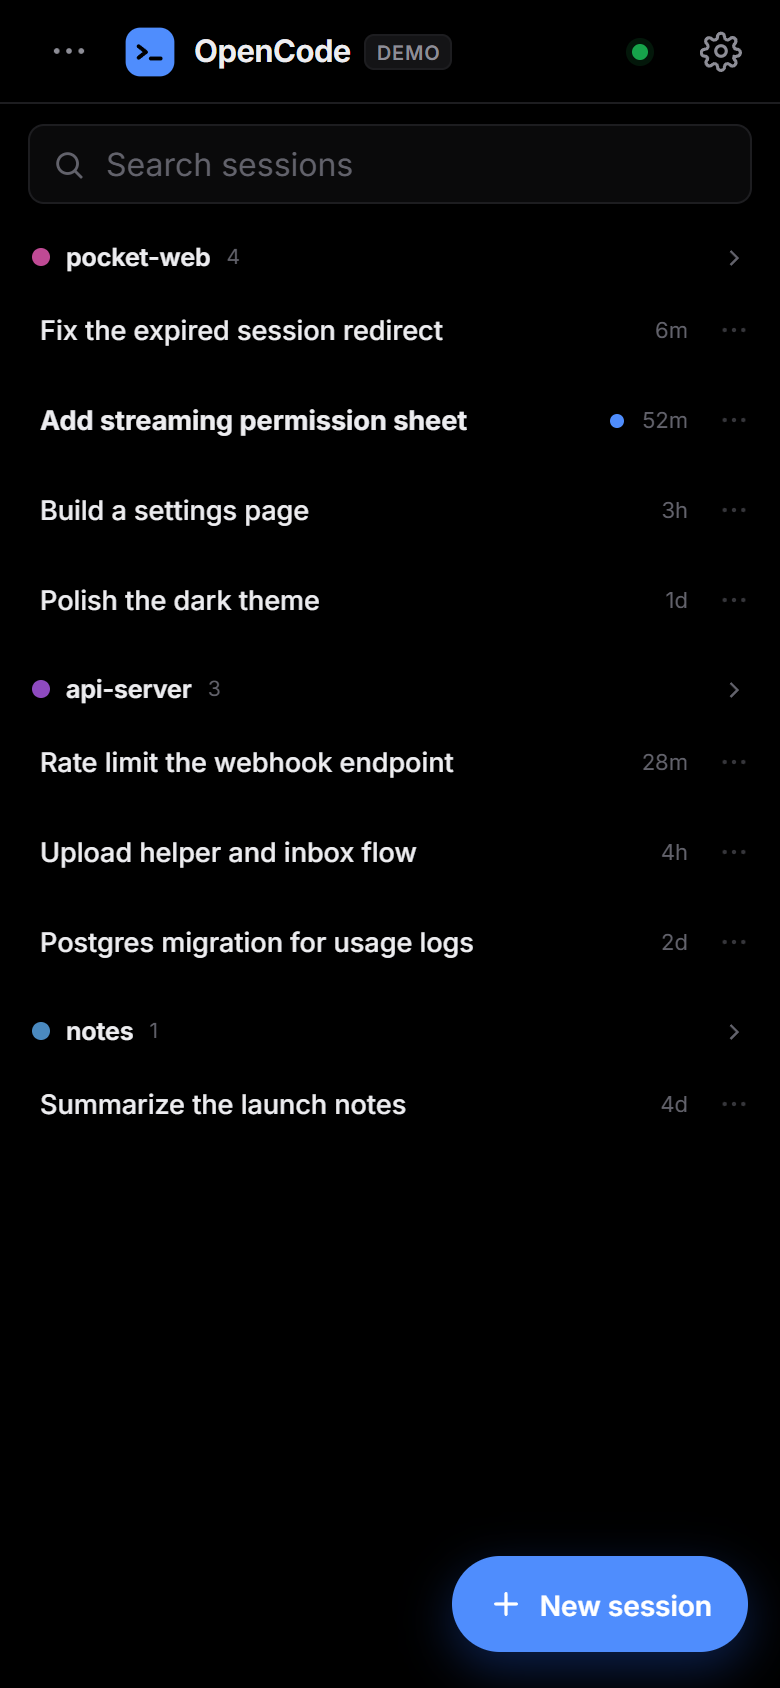 OpenCode DEMO
Search sessions
pocket-web 4
Fix the expired session redirect 6m
Add streaming permission sheet 52m
Build a settings page 3h
Polish the dark theme 1d
api-server 3
Rate limit the webhook endpoint 28m
Upload helper and inbox flow 4h
Postgres migration for usage logs 2d
notes 1
Summarize the launch notes 4d
New session